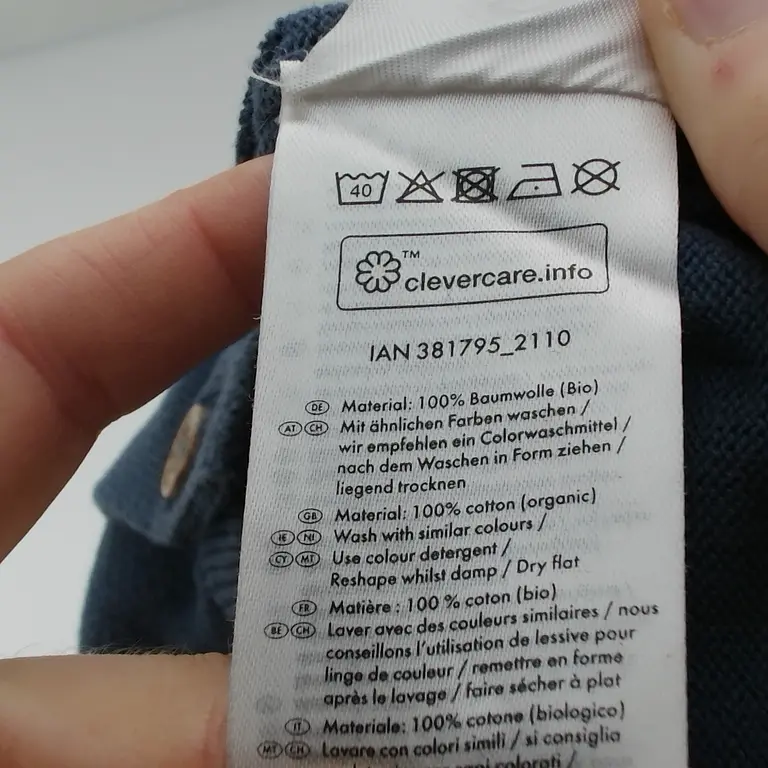 40
™
clevercare.info
IAN 381795_2110
DE Material: 100% Baumwolle (Bio)
AT CH Mit ähnlichen Farben waschen /
wir empfehlen ein Colorwaschmittel /
nach dem Waschen in Form ziehen /
liegend trocknen
GB Material: 100% cotton (organic)
IE NI Wash with similar colours /
CY MT Use colour detergent /
Reshape whilst damp / Dry flat
FR Matière : 100 % coton (bio)
BE CH Laver avec des couleurs similaires / nous
conseillons l'utilisation de lessive pour
linge de couleur / remettre en forme
après le lavage / faire sécher à plat
IT Materiale: 100% cotone (biologico)
MT CH Lavare con colori simili / si consiglia
colorati /